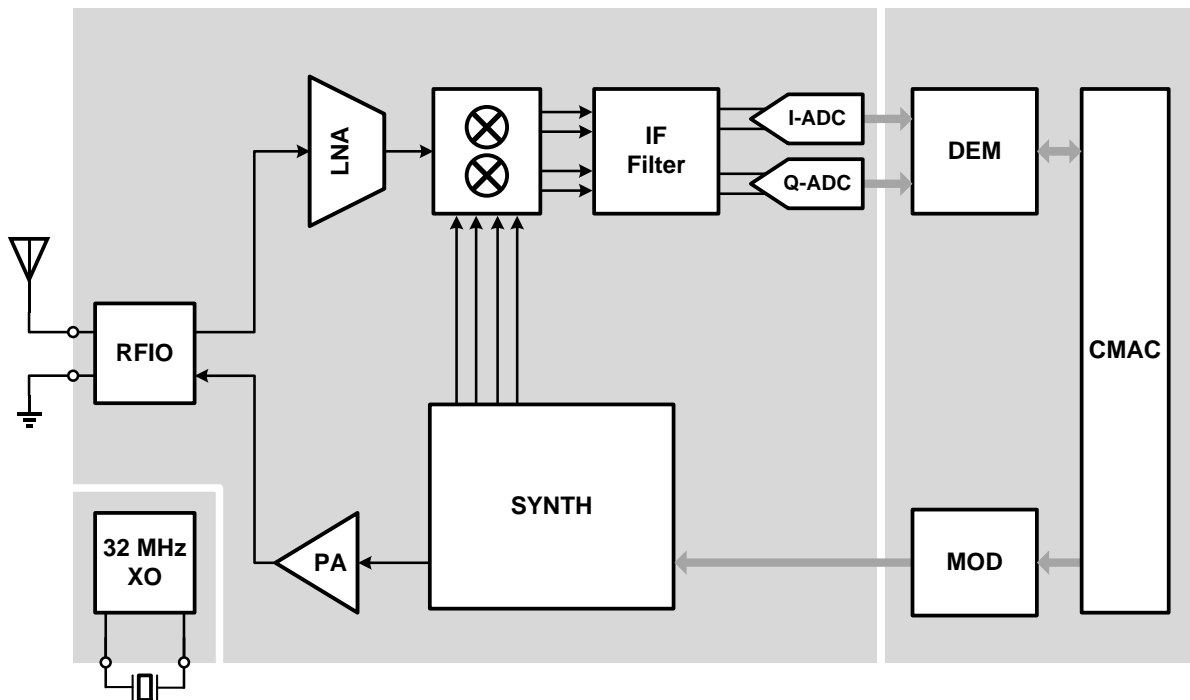 LNA
IF
Filter
I-ADC
Q-ADC
DEM
RFIO
CMAC
SYNTH
32 MHz
XO
PA
MOD